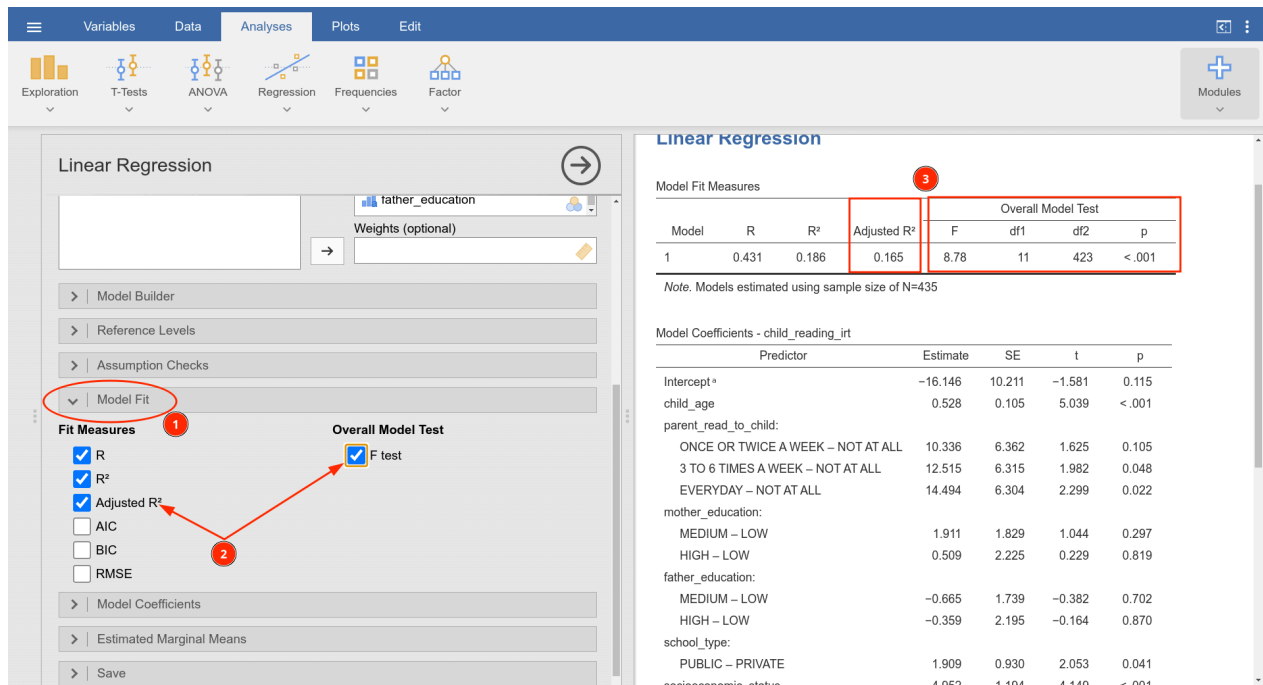 Variables Data Analyses Plots Edit
Exploration T-Tests ANOVA Regression Frequencies Factor Modules
Linear Regression
father_education
Weights (optional)
Model Builder
Reference Levels
Assumption Checks
Model Fit
1
Fit Measures Overall Model Test
R F test
R²
Adjusted R²
AIC
BIC
2
RMSE
Model Coefficients
Estimated Marginal Means
Save
Linear Regression
3
Model Fit Measures
Overall Model Test
Model R R² Adjusted R² F df1 df2 p
1 0.431 0.186 0.165 8.78 11 423 < .001
Note. Models estimated using sample size of N=435
Model Coefficients - child_reading_irt
Predictor Estimate SE t p
Intercept ᵃ −16.146 10.211 −1.581 0.115
child_age 0.528 0.105 5.039 < .001
parent_read_to_child:
ONCE OR TWICE A WEEK – NOT AT ALL 10.336 6.362 1.625 0.105
3 TO 6 TIMES A WEEK – NOT AT ALL 12.515 6.315 1.982 0.048
EVERYDAY – NOT AT ALL 14.494 6.304 2.299 0.022
mother_education:
MEDIUM – LOW 1.911 1.829 1.044 0.297
HIGH – LOW 0.509 2.225 0.229 0.819
father_education:
MEDIUM – LOW −0.665 1.739 −0.382 0.702
HIGH – LOW −0.359 2.195 −0.164 0.870
school_type:
PUBLIC – PRIVATE 1.909 0.930 2.053 0.041
socioeconomic_status 4.952 1.194 4.149 < .001